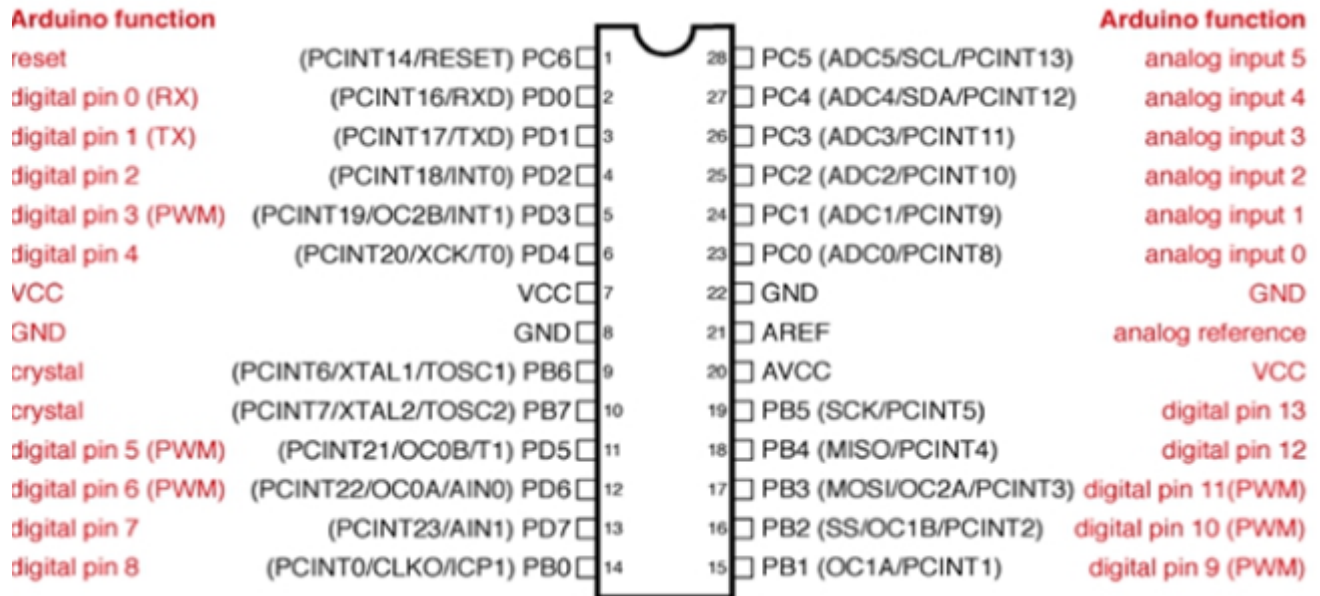 Arduino function Arduino function
reset (PCINT14/RESET) PC6 1 28 PC5 (ADC5/SCL/PCINT13) analog input 5
digital pin 0 (RX) (PCINT16/RXD) PD0 2 27 PC4 (ADC4/SDA/PCINT12) analog input 4
digital pin 1 (TX) (PCINT17/TXD) PD1 3 26 PC3 (ADC3/PCINT11) analog input 3
digital pin 2 (PCINT18/INT0) PD2 4 25 PC2 (ADC2/PCINT10) analog input 2
digital pin 3 (PWM) (PCINT19/OC2B/INT1) PD3 5 24 PC1 (ADC1/PCINT9) analog input 1
digital pin 4 (PCINT20/XCK/T0) PD4 6 23 PC0 (ADC0/PCINT8) analog input 0
VCC VCC 7 22 GND GND
GND GND 8 21 AREF analog reference
crystal (PCINT6/XTAL1/TOSC1) PB6 9 20 AVCC VCC
crystal (PCINT7/XTAL2/TOSC2) PB7 10 19 PB5 (SCK/PCINT5) digital pin 13
digital pin 5 (PWM) (PCINT21/OC0B/T1) PD5 11 18 PB4 (MISO/PCINT4) digital pin 12
digital pin 6 (PWM) (PCINT22/OC0A/AIN0) PD6 12 17 PB3 (MOSI/OC2A/PCINT3) digital pin 11(PWM)
digital pin 7 (PCINT23/AIN1) PD7 13 16 PB2 (SS/OC1B/PCINT2) digital pin 10 (PWM)
digital pin 8 (PCINT0/CLKO/ICP1) PB0 14 15 PB1 (OC1A/PCINT1) digital pin 9 (PWM)